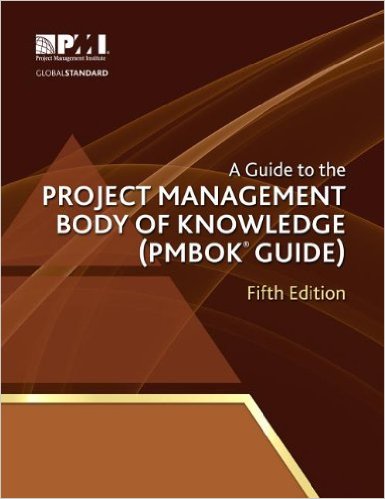 PMI
Project Management Institute
GLOBALSTANDARD
A Guide to the
PROJECT MANAGEMENT
BODY OF KNOWLEDGE
(PMBOK® GUIDE)
Fifth Edition